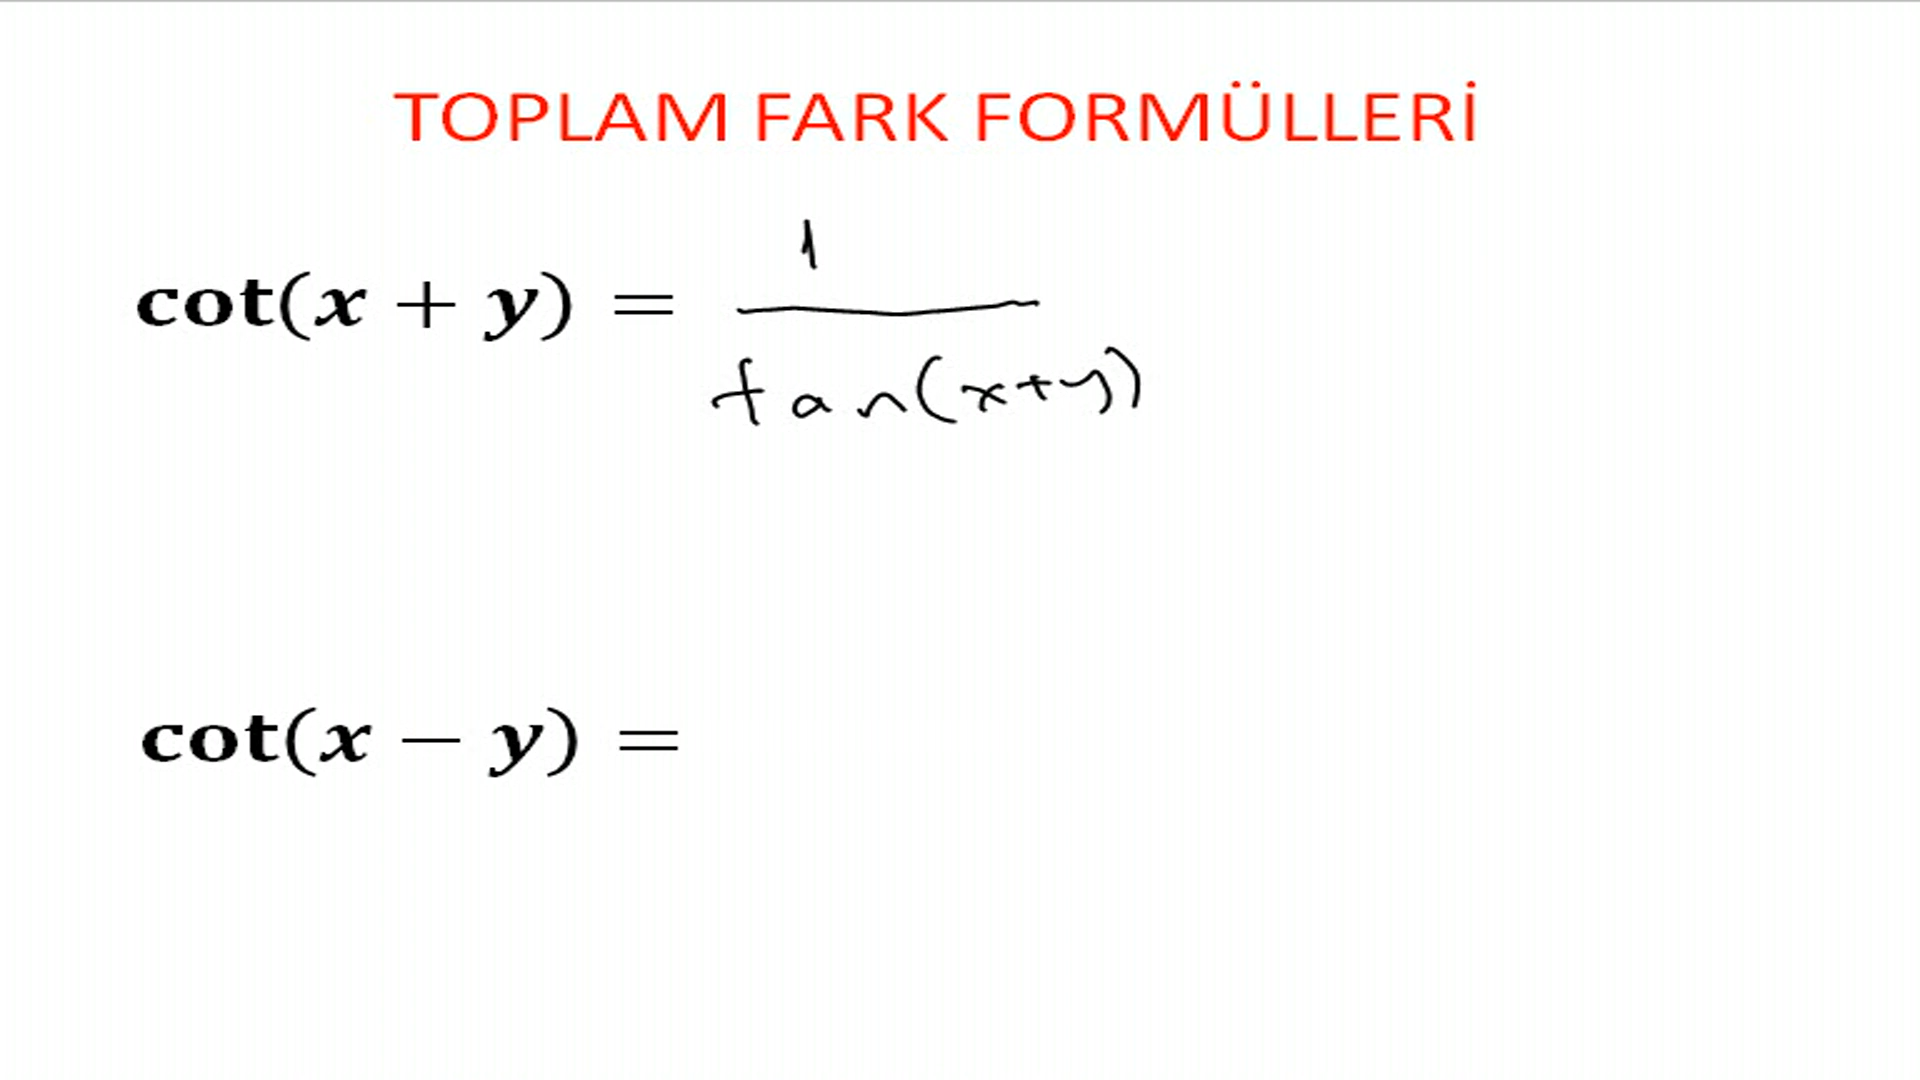 TOPLAM FARK FORMÜLLERİ
cot(x + y) = 1 / tan(x+y)
cot(x − y) =